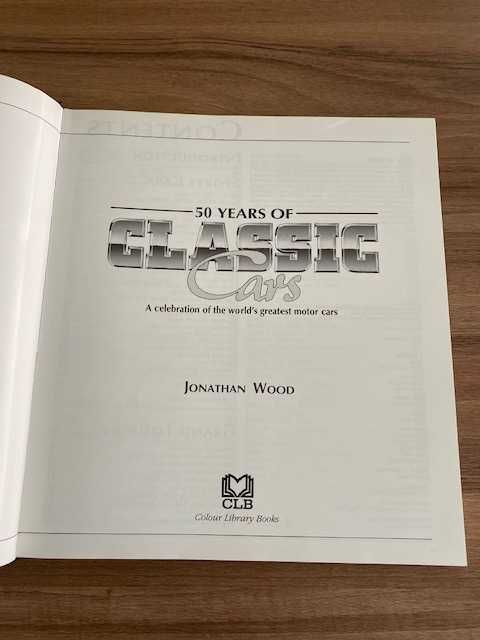 50 YEARS OF
CLASSIC
Cars
A celebration of the world's greatest motor cars
JONATHAN WOOD
CLB
Colour Library Books